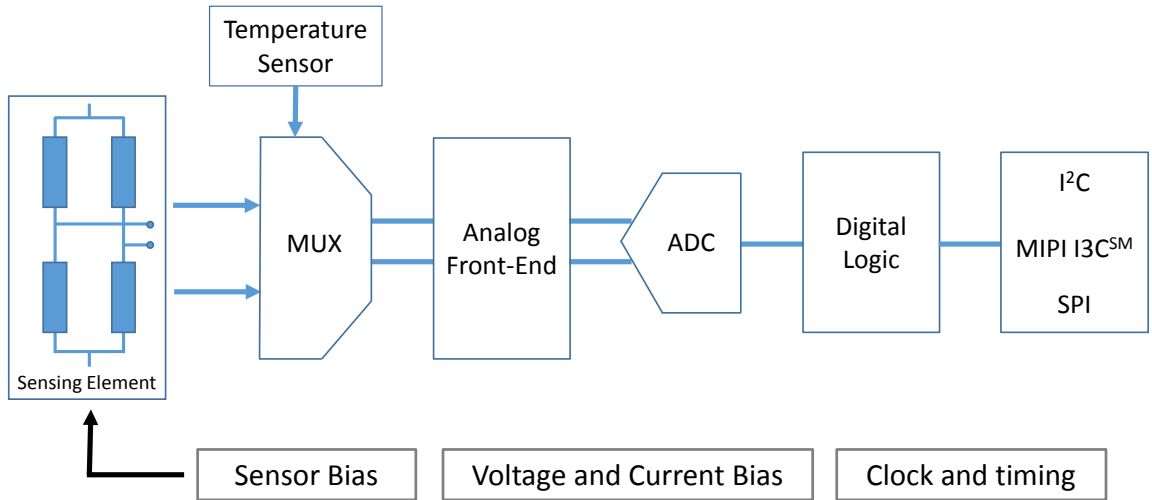 Temperature
Sensor
Sensing Element
MUX
Analog
Front-End
ADC
Digital
Logic
I²C
MIPI I3Cˢᴹ
SPI
Sensor Bias
Voltage and Current Bias
Clock and timing